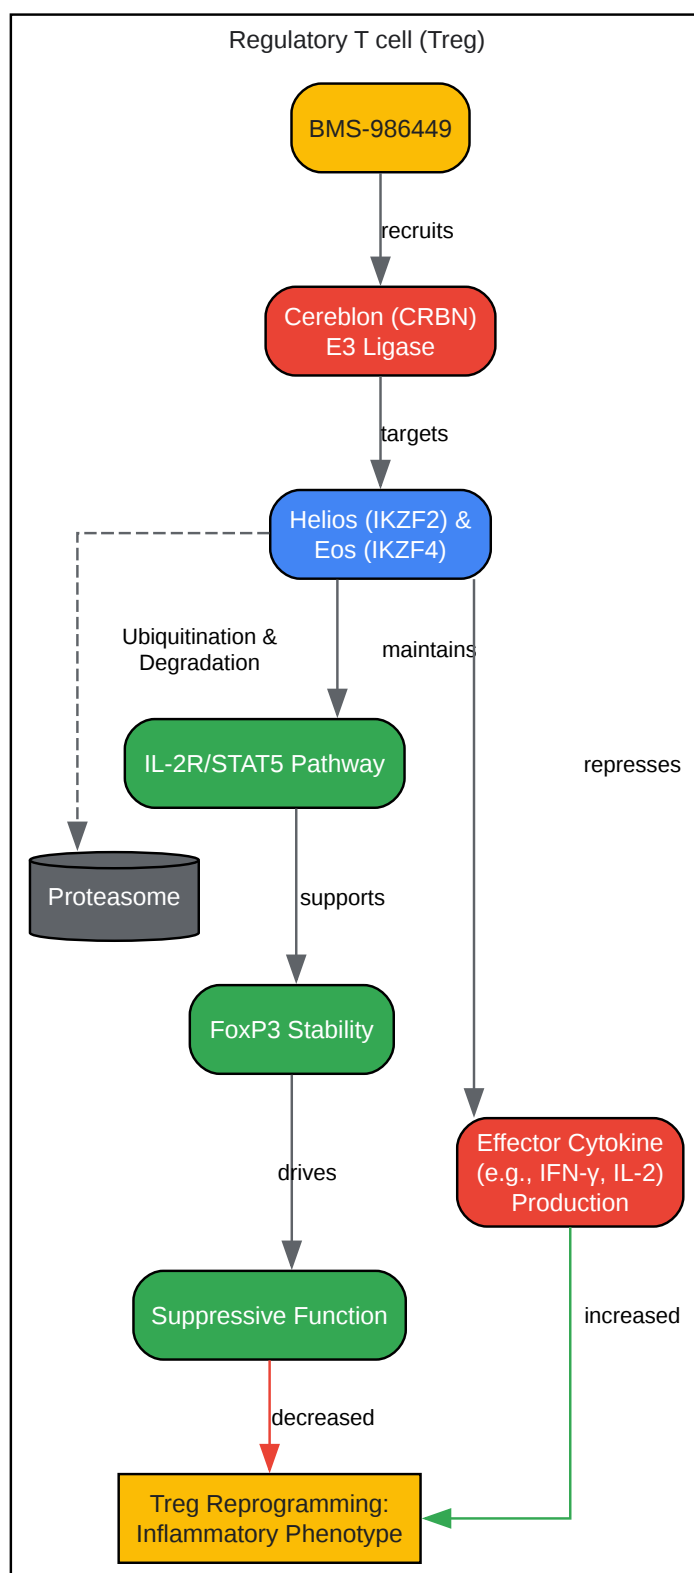 Regulatory T cell (Treg)
BMS-986449
recruits
Cereblon (CRBN)
E3 Ligase
targets
Helios (IKZF2) &
Eos (IKZF4)
Ubiquitination &
Degradation
maintains
IL-2R/STAT5 Pathway
represses
Proteasome
supports
FoxP3 Stability
Effector Cytokine
(e.g., IFN-γ, IL-2)
Production
drives
Suppressive Function
increased
decreased
Treg Reprogramming:
Inflammatory Phenotype